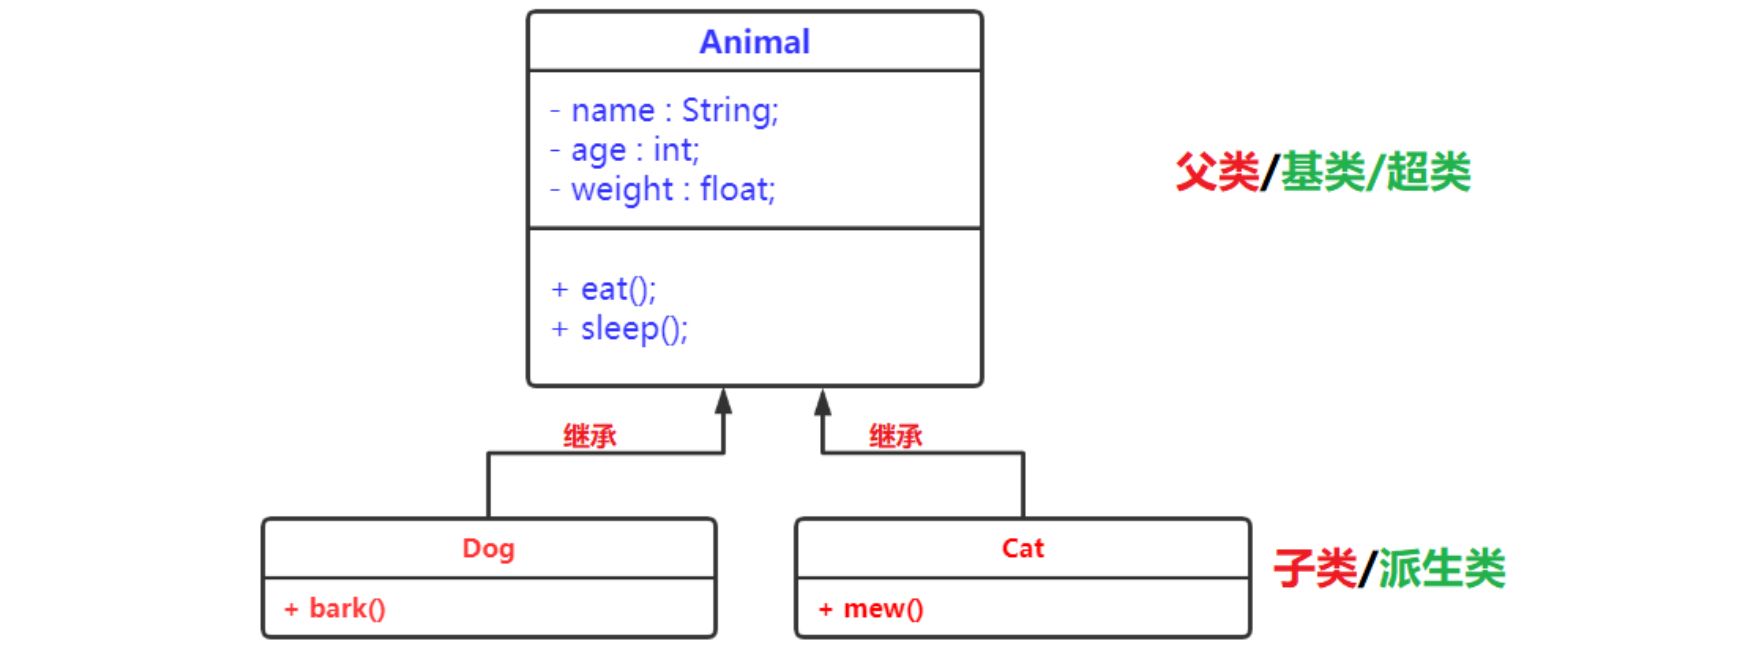 Animal
- name : String;
- age : int;
- weight : float;
父类/基类/超类
+ eat();
+ sleep();
继承
继承
Dog
+ bark()
Cat
+ mew()
子类/派生类